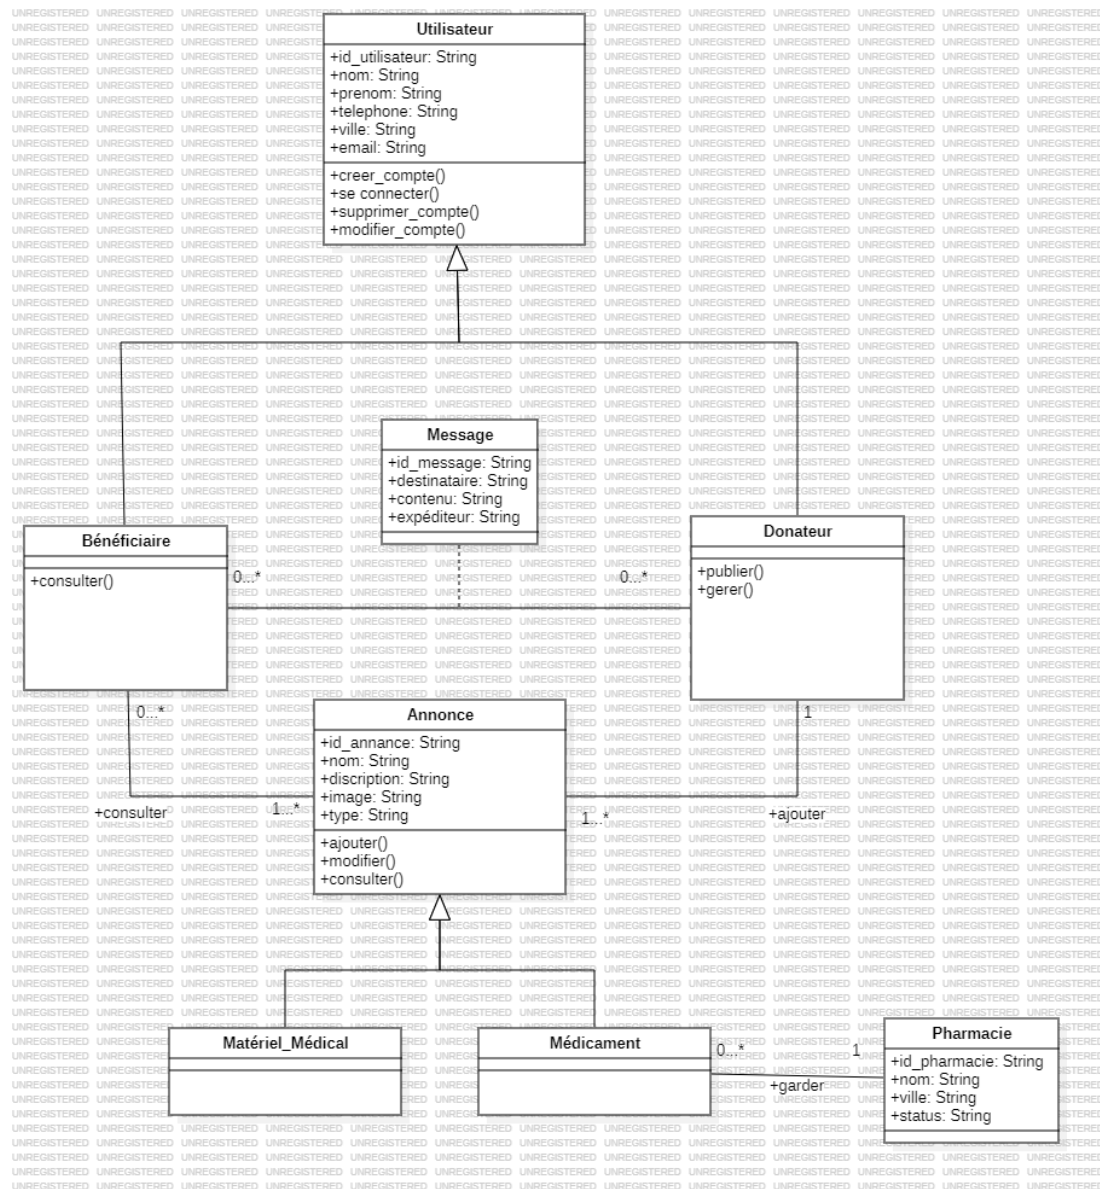 Utilisateur
+id_utilisateur: String
+nom: String
+prenom: String
+telephone: String
+ville: String
+email: String
+creer_compte()
+se connecter()
+supprimer_compte()
+modifier_compte()
Message
+id_message: String
+destinataire: String
+contenu: String
+expéditeur: String
Bénéficiaire
+consulter()
0...*
0...*
Donateur
+publier()
+gerer()
0...*
1
Annonce
+id_annance: String
+nom: String
+discription: String
+image: String
+type: String
+ajouter()
+modifier()
+consulter()
+consulter
1...*
1...*
+ajouter
Matériel_Médical
Médicament
0...*
1
+garder
Pharmacie
+id_pharmacie: String
+nom: String
+ville: String
+status: String
UNREGISTERED